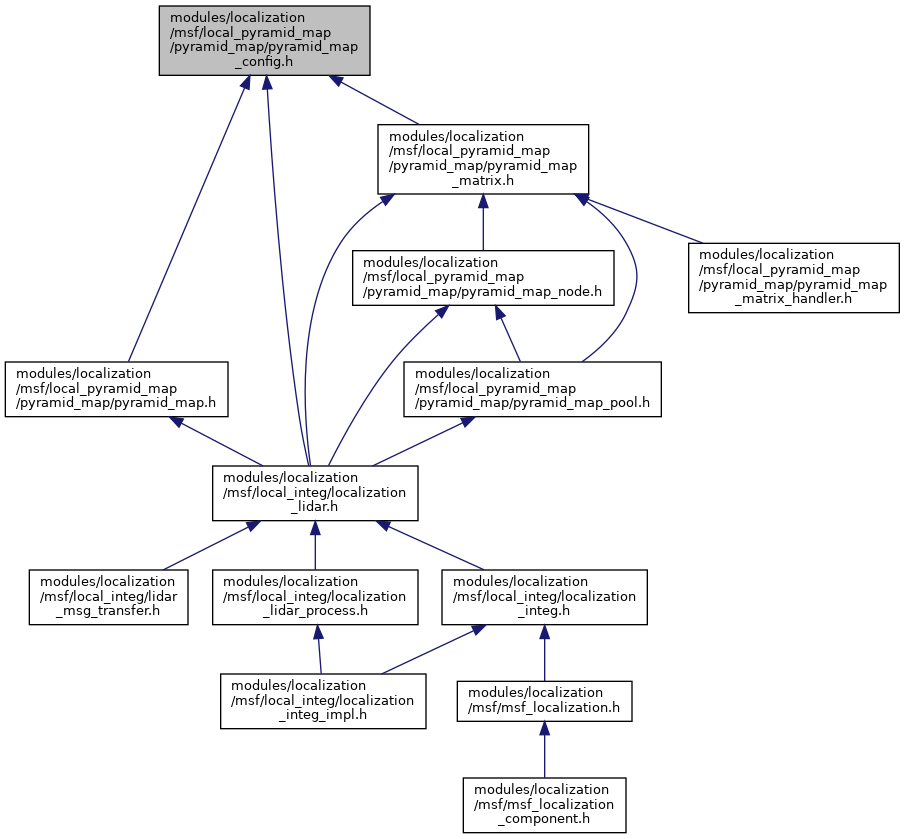 modules/localization
/msf/local_pyramid_map
/pyramid_map/pyramid_map
_config.h
modules/localization
/msf/local_pyramid_map
/pyramid_map/pyramid_map
_matrix.h
modules/localization
/msf/local_pyramid_map
/pyramid_map/pyramid_map_node.h
modules/localization
/msf/local_pyramid_map
/pyramid_map/pyramid_map
_matrix_handler.h
modules/localization
/msf/local_pyramid_map
/pyramid_map/pyramid_map.h
modules/localization
/msf/local_pyramid_map
/pyramid_map/pyramid_map_pool.h
modules/localization
/msf/local_integ/localization
_lidar.h
modules/localization
/msf/local_integ/lidar
_msg_transfer.h
modules/localization
/msf/local_integ/localization
_lidar_process.h
modules/localization
/msf/local_integ/localization
_integ.h
modules/localization
/msf/local_integ/localization
_integ_impl.h
modules/localization
/msf/msf_localization.h
modules/localization
/msf/msf_localization
_component.h